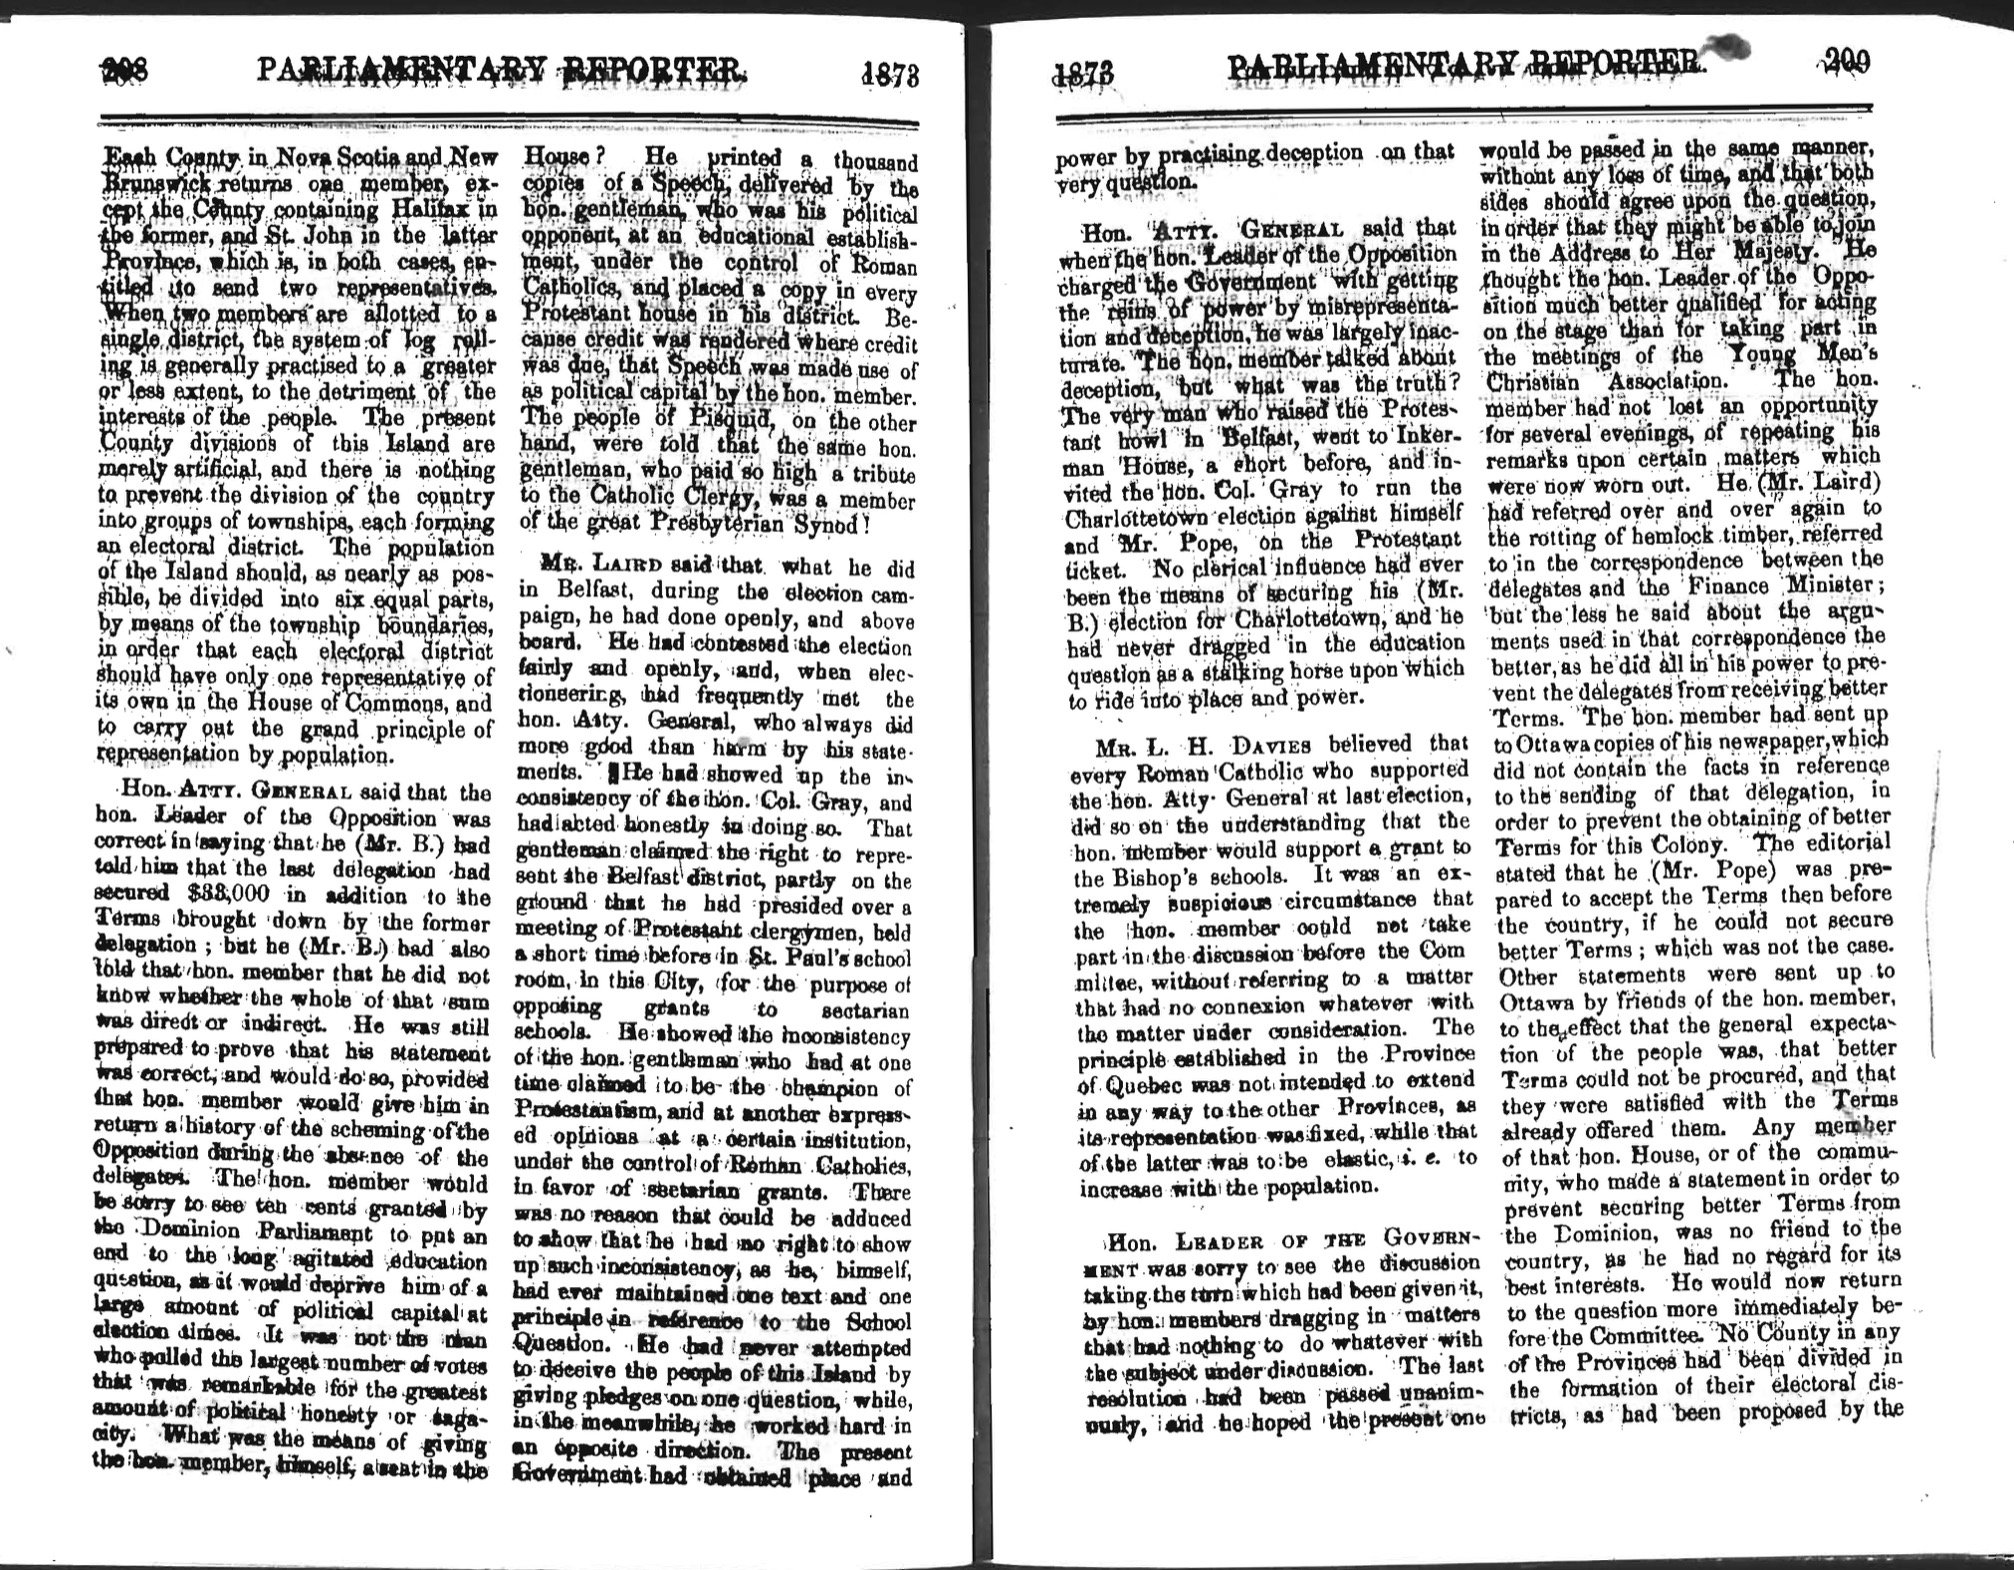 208 PARLIAMENTARY REPORTER. 1873
Each County in Nova Scotia and New
Brunswick returns one member, ex-
cept the County containing Halifax in
the former, and St. John in the latter
Province, which is, in both cases, en-
titled to send two representatives.
When two members are allotted to a
single district, the system of log roll-
ing is generally practised to a greater
or less extent, to the detriment of the
interests of the people. The present
County divisions of this Island are
merely artificial, and there is nothing
to prevent the division of the country
into groups of townships, each forming
an electoral district. The population
of the Island should, as nearly as pos-
sible, be divided into six equal parts,
by means of the township boundaries,
in order that each electoral district
should have only one representative of
its own in the House of Commons, and
to carry out the grand principle of
representation by population.
Hon. ATTY. GENERAL said that the
hon. Leader of the Opposition was
correct in saying that he (Mr. B.) had
told him that the last delegation had
secured $33,000 in addition to the
Terms brought down by the former
delegation ; but he (Mr. B.) had also
told that hon. member that he did not
know whether the whole of that sum
was direct or indirect. He was still
prepared to prove that his statement
was correct, and would do so, provided
that hon. member would give him in
return a history of the scheming of the
Opposition during the absence of the
delegates. The hon. member would
be sorry to see ten cents granted by
the Dominion Parliament to put an
end to the long agitated education
question, as it would deprive him of a
large amount of political capital at
election times. It was not the man
who polled the largest number of votes
that was remarkable for the greatest
amount of political honesty or saga-
city. What was the means of giving
the hon. member, himself, a seat in the
House ? He printed a thousand
copies of a Speech, delivered by the
hon. gentleman, who was his political
opponent, at an educational establish-
ment, under the control of Roman
Catholics, and placed a copy in every
Protestant house in his district. Be-
cause credit was rendered where credit
was due, that Speech was made use of
as political capital by the hon. member.
The people of Pisquid, on the other
hand, were told that the same hon.
gentleman, who paid so high a tribute
to the Catholic Clergy, was a member
of the great Presbyterian Synod !
MR. LAIRD said that what he did
in Belfast, during the election cam-
paign, he had done openly, and above
board. He had contested the election
fairly and openly, and, when elec-
tioneering, had frequently met the
hon. Atty. General, who always did
more good than harm by his state-
ments. He had showed up the in-
consistency of the hon. Col. Gray, and
had acted honestly in doing so. That
gentleman claimed the right to repre-
sent the Belfast district, partly on the
ground that he had presided over a
meeting of Protestant clergymen, held
a short time before in St. Paul's school
room, in this City, for the purpose of
opposing grants to sectarian
schools. He showed the inconsistency
of the hon. gentleman who had at one
time claimed to be the champion of
Protestantism, and at another express-
ed opinions at a certain institution,
under the control of Roman Catholics,
in favor of sectarian grants. There
was no reason that could be adduced
to show that he had no right to show
up such inconsistency, as he, himself,
had ever maintained one text and one
principle in reference to the School
Question. He had never attempted
to deceive the people of this Island by
giving pledges on one question, while,
in the meanwhile, he worked hard in
an opposite direction. The present
Government had obtained place and
1873 PARLIAMENTARY REPORTER. 209
power by practising deception on that
very question.
Hon. ATTY. GENERAL said that
when the hon. Leader of the Opposition
charged the Government with getting
the reins of power by misrepresenta-
tion and deception, he was largely inac-
turate. The hon. member talked about
deception, but what was the truth?
The very man who raised the Protes-
tant howl in Belfast, went to Inker-
man House, a short before, and in-
vited the hon. Col. Gray to run the
Charlottetown election against himself
and Mr. Pope, on the Protestant
ticket. No clerical influence had ever
been the means of securing his (Mr.
B.) election for Charlottetown, and he
had never dragged in the education
question as a stalking horse upon which
to ride into place and power.
MR. L. H. DAVIES believed that
every Roman Catholic who supported
the hon. Atty. General at last election,
did so on the understanding that the
hon. member would support a grant to
the Bishop's schools. It was an ex-
tremely suspicious circumstance that
the hon. member could not take
part in the discussion before the Com
mittee, without referring to a matter
that had no connexion whatever with
the matter under consideration. The
principle established in the Province
of Quebec was not intended to extend
in any way to the other Provinces, as
its representation was fixed, while that
of the latter was to be elastic, i. e. to
increase with the population.
Hon. LEADER OF THE GOVERN-
MENT was sorry to see the discussion
taking the turn which had been given it,
by hon. members dragging in matters
that had nothing to do whatever with
the subject under discussion. The last
resolution had been passed unanim-
ously, and he hoped the present one
would be passed in the same manner,
without any loss of time, and that both
sides should agree upon the question,
in order that they might be able to join
in the Address to Her Majesty. He
thought the hon. Leader of the Oppo-
sition much better qualified for acting
on the stage than for taking part in
the meetings of the Young Men's
Christian Association. The hon.
member had not lost an opportunity
for several evenings, of repeating his
remarks upon certain matters which
were now worn out. He (Mr. Laird)
had referred over and over again to
the rotting of hemlock timber, referred
to in the correspondence between the
delegates and the Finance Minister ;
but the less he said about the argu-
ments used in that correspondence the
better, as he did all in his power to pre-
vent the delegates from receiving better
Terms. The hon. member had sent up
to Ottawa copies of his newspaper, which
did not contain the facts in reference
to the sending of that delegation, in
order to prevent the obtaining of better
Terms for this Colony. The editorial
stated that he (Mr. Pope) was pre-
pared to accept the Terms then before
the country, if he could not secure
better Terms ; which was not the case.
Other statements were sent up to
Ottawa by friends of the hon. member,
to the effect that the general expecta-
tion of the people was, that better
Terms could not be procured, and that
they were satisfied with the Terms
already offered them. Any member
of that hon. House, or of the commu-
nity, who made a statement in order to
prevent securing better Terms from
the Dominion, was no friend to the
country, as he had no regard for its
best interests. He would now return
to the question more immediately be-
fore the Committee. No County in any
of the Provinces had been divided in
the formation of their electoral dis-
tricts, as had been proposed by the